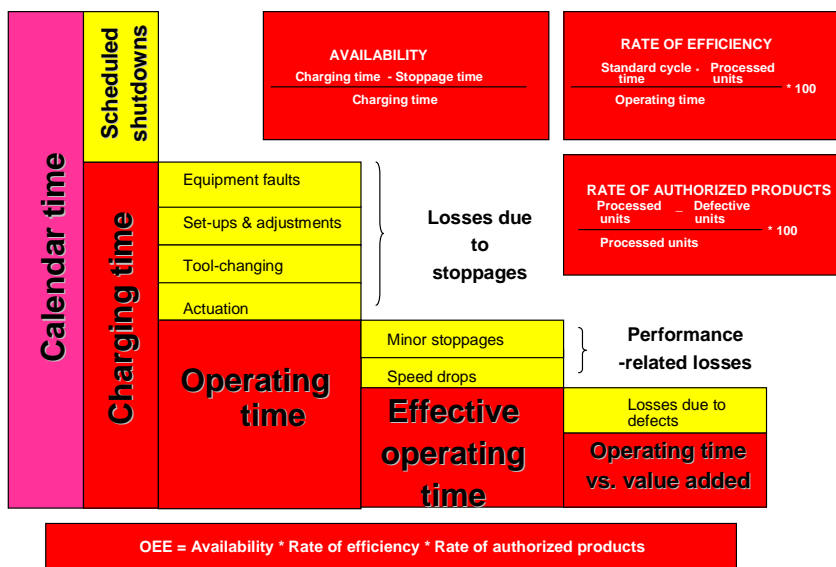 Calendar time
Scheduled
shutdowns
Charging time
AVAILABILITY
Charging time - Stoppage time
Charging time
RATE OF EFFICIENCY
Standard cycle . Processed
time units
* 100
Operating time
RATE OF AUTHORIZED PRODUCTS
Processed _ Defective
units units
* 100
Processed units
Equipment faults
Set-ups & adjustments
Tool-changing
Actuation
Losses due
to
stoppages
Operating
time
Minor stoppages
Speed drops
Performance
-related losses
Effective
operating
time
Losses due to
defects
Operating time
vs. value added
OEE = Availability * Rate of efficiency * Rate of authorized products